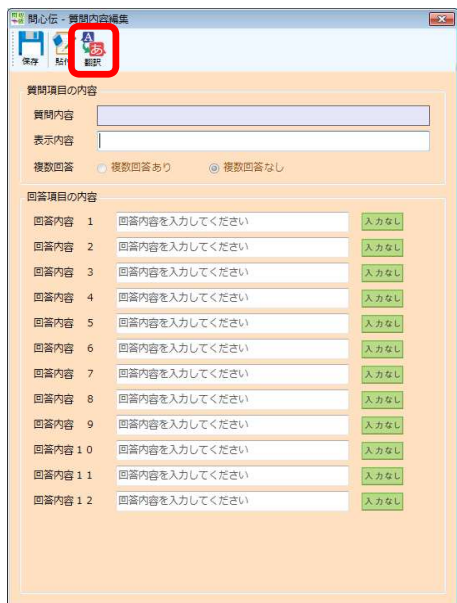 問心伝 - 質問内容編集
保存 貼付 翻訳
質問項目の内容
質問内容
表示内容
複数回答 複数回答あり 複数回答なし
回答項目の内容
回答内容 1 回答内容を入力してください 入力なし
回答内容 2 回答内容を入力してください 入力なし
回答内容 3 回答内容を入力してください 入力なし
回答内容 4 回答内容を入力してください 入力なし
回答内容 5 回答内容を入力してください 入力なし
回答内容 6 回答内容を入力してください 入力なし
回答内容 7 回答内容を入力してください 入力なし
回答内容 8 回答内容を入力してください 入力なし
回答内容 9 回答内容を入力してください 入力なし
回答内容10 回答内容を入力してください 入力なし
回答内容11 回答内容を入力してください 入力なし
回答内容12 回答内容を入力してください 入力なし